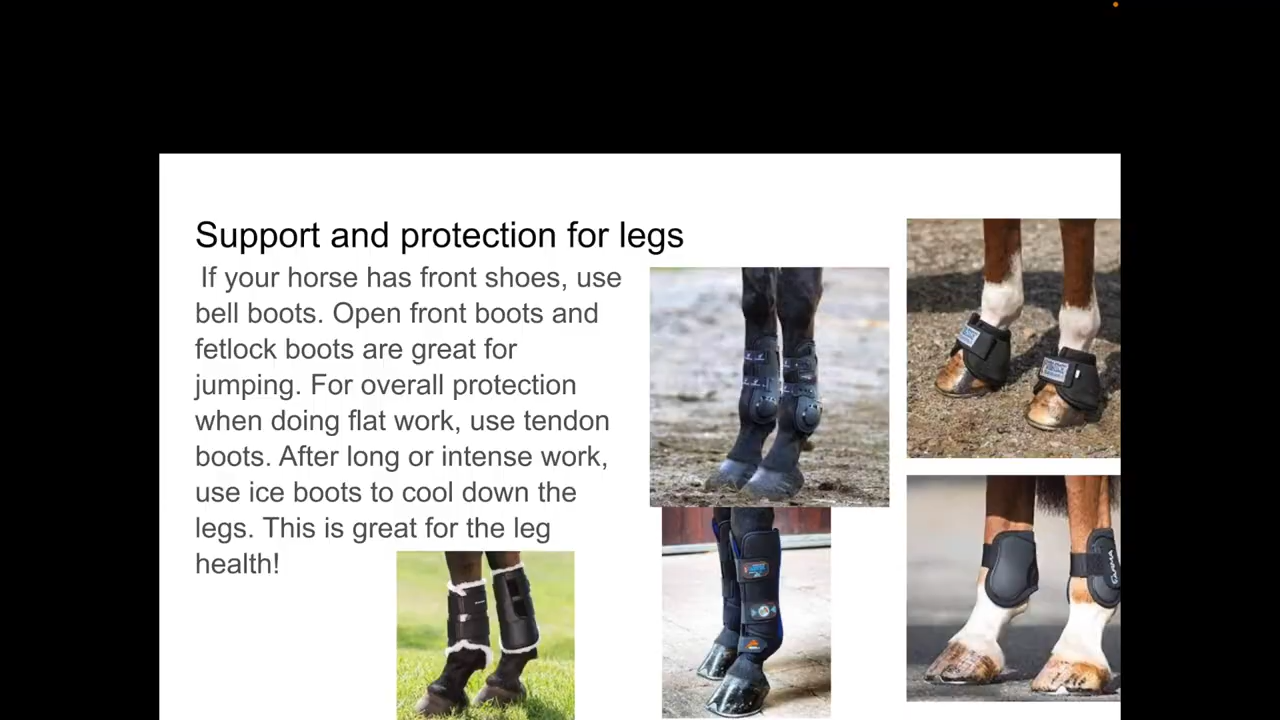 Support and protection for legs
If your horse has front shoes, use
bell boots. Open front boots and
fetlock boots are great for
jumping. For overall protection
when doing flat work, use tendon
boots. After long or intense work,
use ice boots to cool down the
legs. This is great for the leg
health!